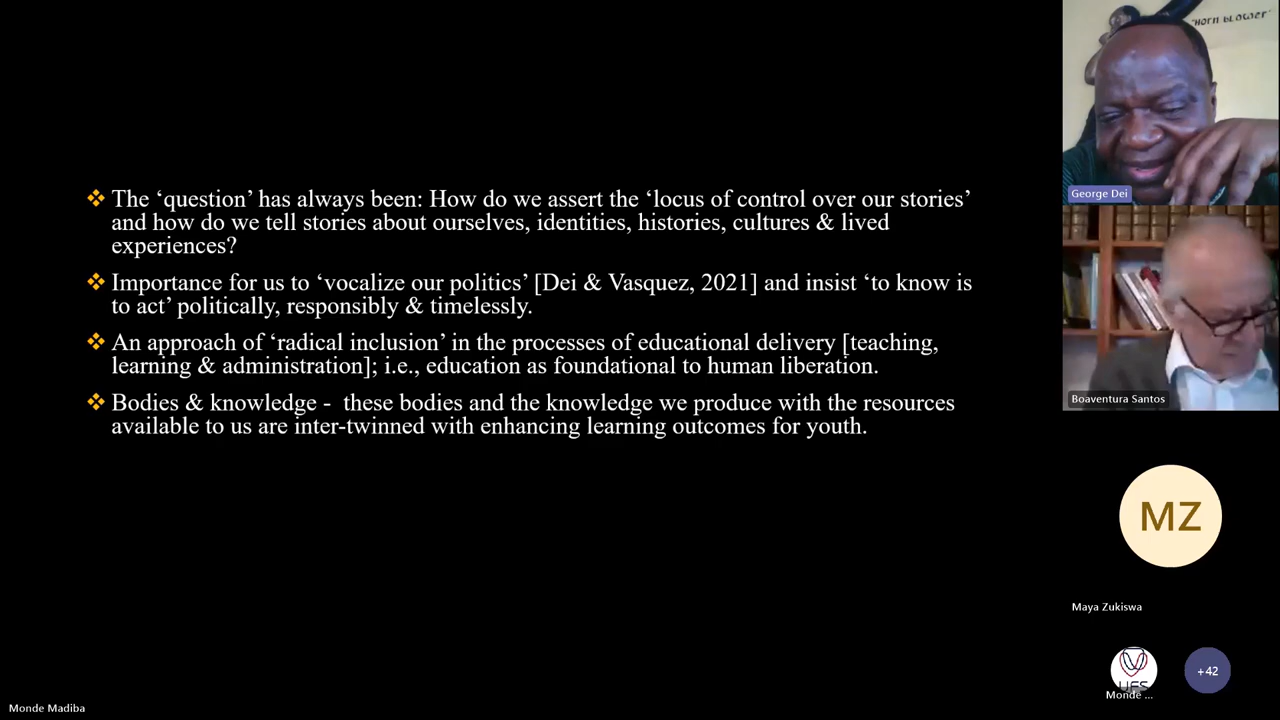 ❖ The ‘question’ has always been: How do we assert the ‘locus of control over our stories’
and how do we tell stories about ourselves, identities, histories, cultures & lived
experiences?
❖ Importance for us to ‘vocalize our politics’ [Dei & Vasquez, 2021] and insist ‘to know is
to act’ politically, responsibly & timelessly.
❖ An approach of ‘radical inclusion’ in the processes of educational delivery [teaching,
learning & administration]; i.e., education as foundational to human liberation.
❖ Bodies & knowledge -  these bodies and the knowledge we produce with the resources
available to us are inter-twinned with enhancing learning outcomes for youth.
"HORN BLOWER"
George Dei
Boaventura Santos
MZ
Maya Zukiswa
UFS
Monde ...
+42
Monde Madiba